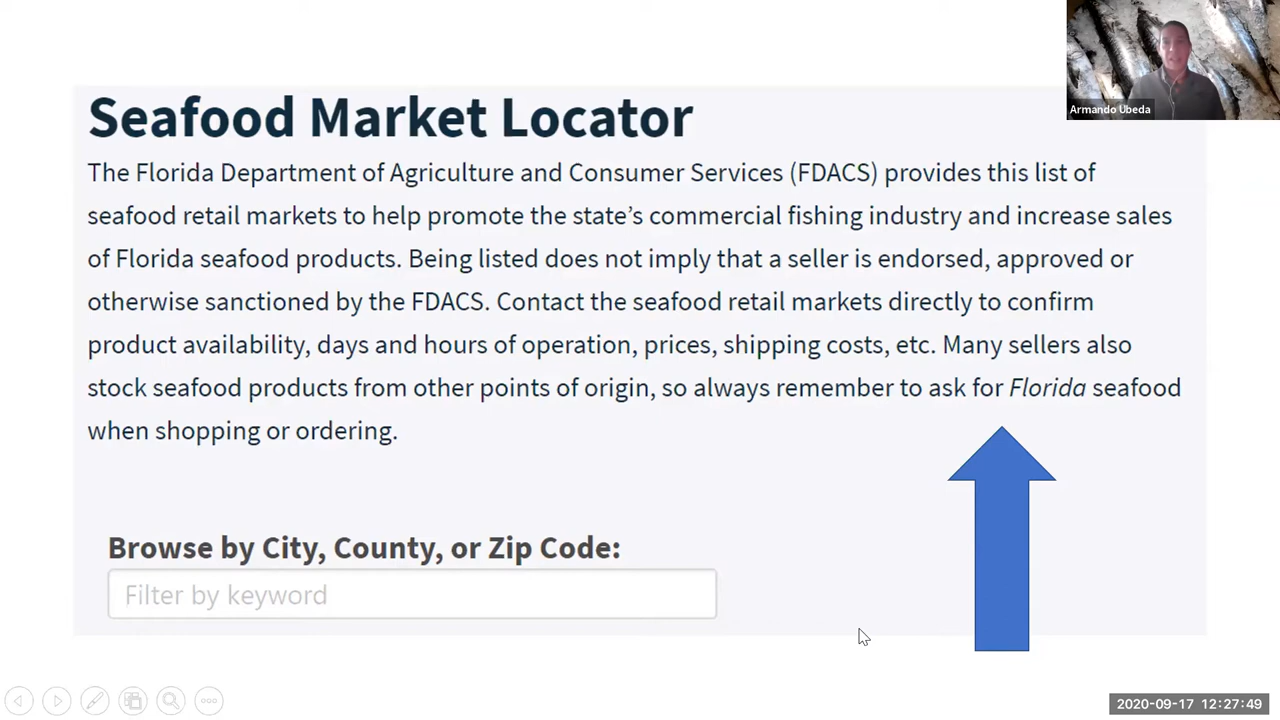 Armando Ubeda
Seafood Market Locator
The Florida Department of Agriculture and Consumer Services (FDACS) provides this list of
seafood retail markets to help promote the state’s commercial fishing industry and increase sales
of Florida seafood products. Being listed does not imply that a seller is endorsed, approved or
otherwise sanctioned by the FDACS. Contact the seafood retail markets directly to confirm
product availability, days and hours of operation, prices, shipping costs, etc. Many sellers also
stock seafood products from other points of origin, so always remember to ask for Florida seafood
when shopping or ordering.
Browse by City, County, or Zip Code:
Filter by keyword
2020-09-17 12:27:49